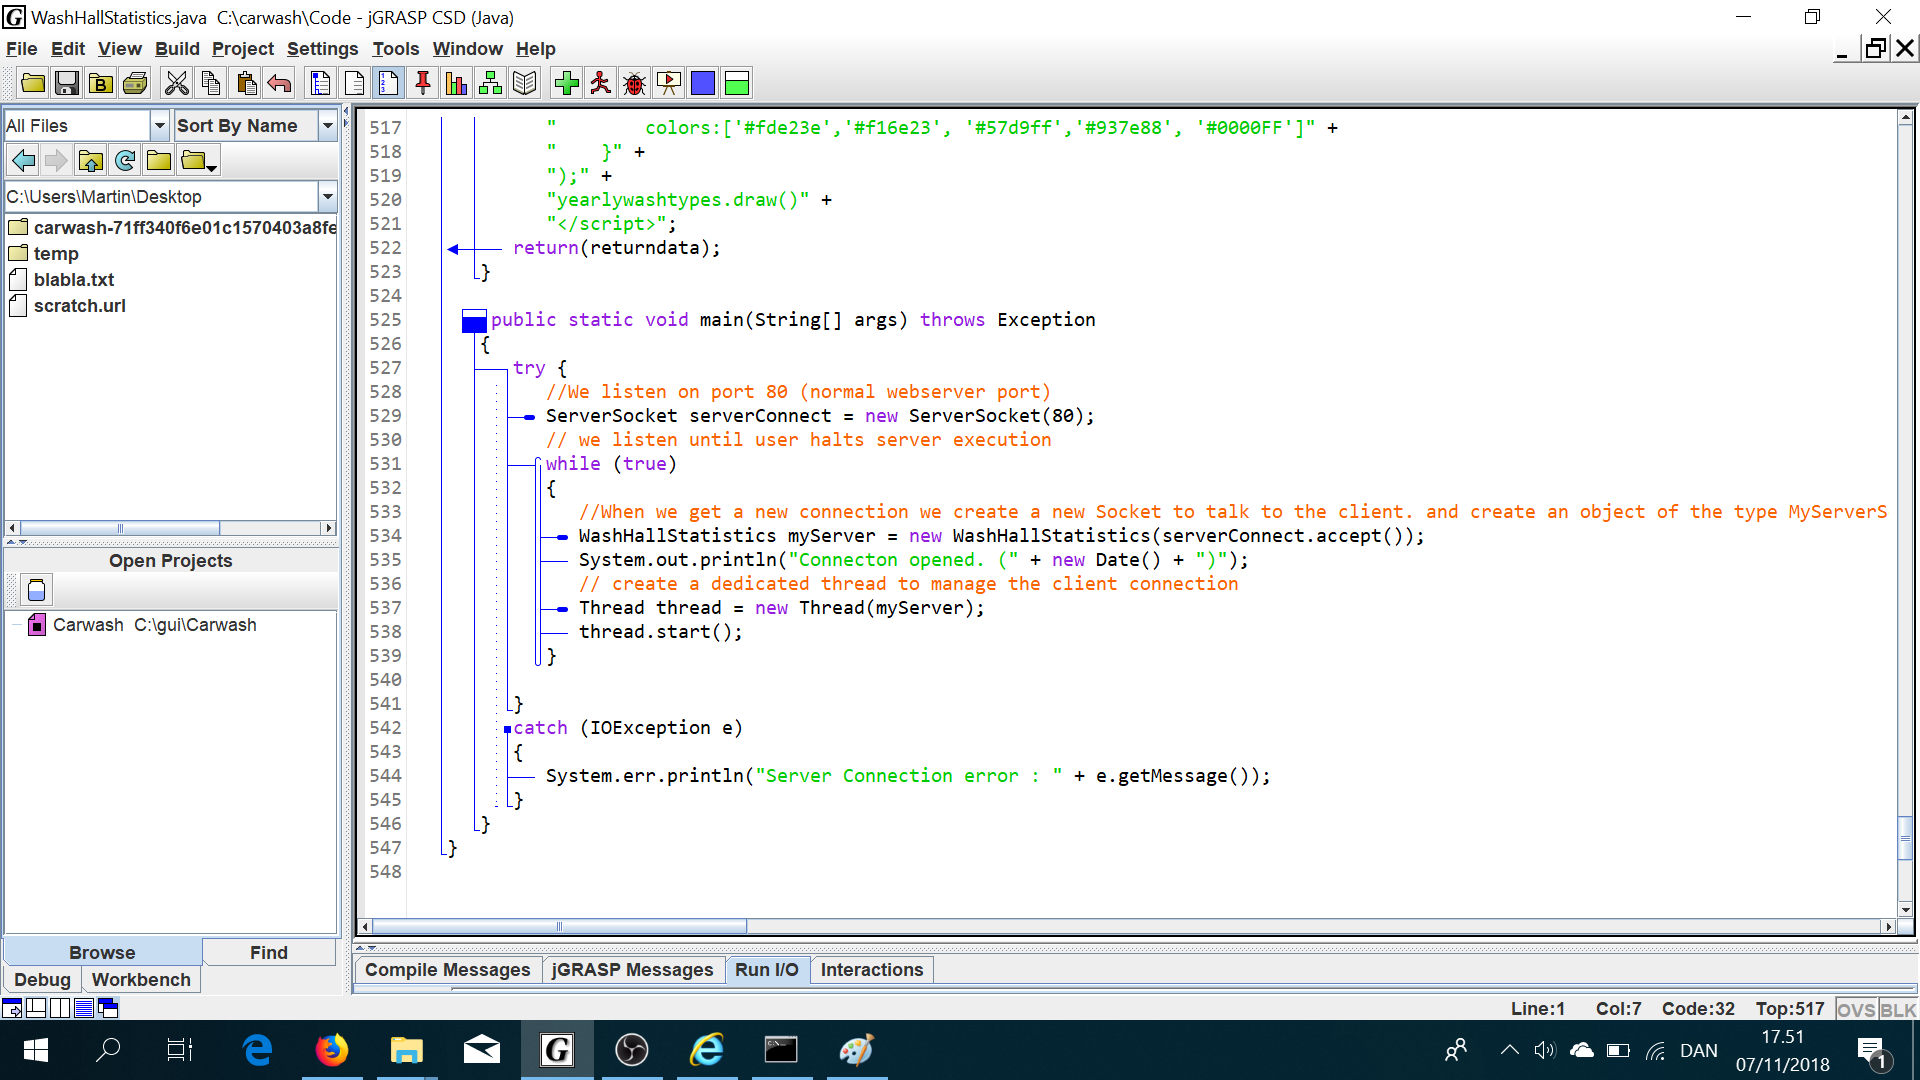 WashHallStatistics.java  C:\carwash\Code - jGRASP CSD (Java)
File Edit View Build Project Settings Tools Window Help
All Files
Sort By Name
C:\Users\Martin\Desktop
carwash-71ff340f6e01c1570403a8fe
temp
blabla.txt
scratch.url
Open Projects
Carwash  C:\gui\Carwash
Browse
Find
Debug
Workbench
517 "        colors:['#fde23e','#f16e23', '#57d9ff','#937e88', '#0000FF']" +
518 "    }" +
519 ");" +
520 "yearlywashtypes.draw()" +
521 "</script>";
522 return(returndata);
523 }
524
525 public static void main(String[] args) throws Exception
526 {
527 try {
528 //We listen on port 80 (normal webserver port)
529 ServerSocket serverConnect = new ServerSocket(80);
530 // we listen until user halts server execution
531 while (true)
532 {
533 //When we get a new connection we create a new Socket to talk to the client. and create an object of the type MyServerS
534 WashHallStatistics myServer = new WashHallStatistics(serverConnect.accept());
535 System.out.println("Connecton opened. (" + new Date() + ")");
536 // create a dedicated thread to manage the client connection
537 Thread thread = new Thread(myServer);
538 thread.start();
539 }
540
541 }
542 catch (IOException e)
543 {
544 System.err.println("Server Connection error : " + e.getMessage());
545 }
546 }
547 }
548
Compile Messages
jGRASP Messages
Run I/O
Interactions
Line:1 Col:7 Code:32 Top:517 OVS BLK
DAN
17.51
07/11/2018
1